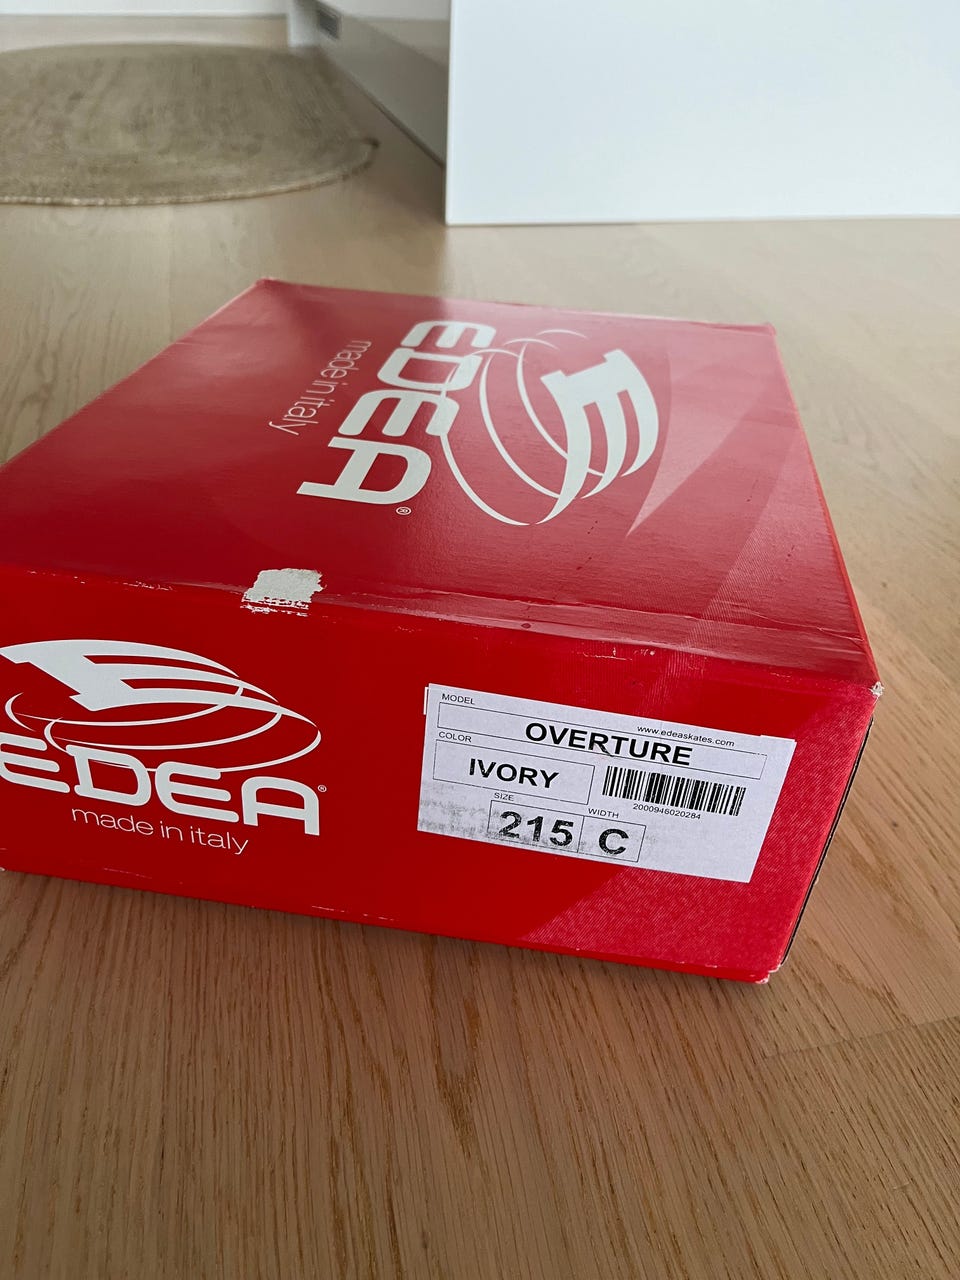 EDEA®
made in italy
EDEA®
made in italy
MODEL
www.edeaskates.com
OVERTURE
COLOR
IVORY
2000946020284
SIZE
WIDTH
215
C